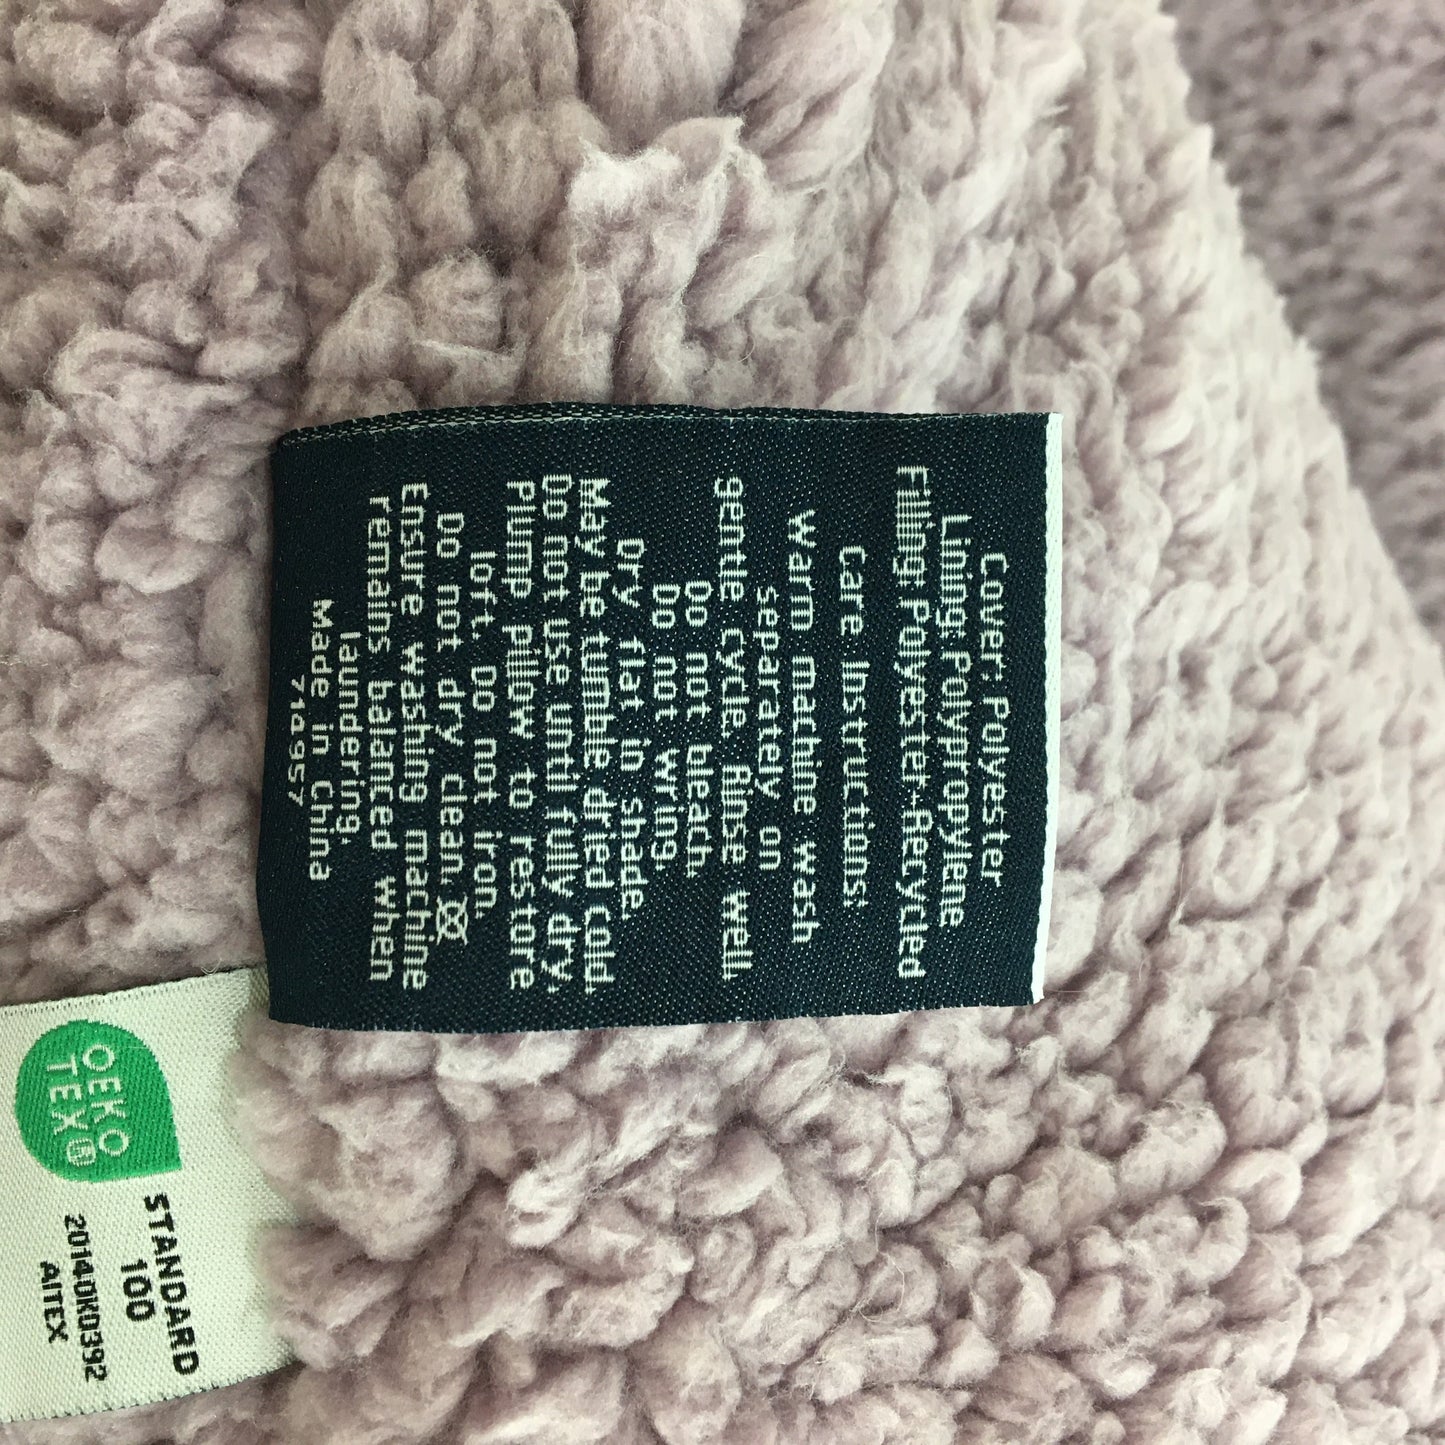 Cover: Polyester
Lining: Polypropylene
Filling: Polyester-Recycled
Care Instructions:
Warm machine wash
separately on
gentle cycle. Rinse well.
Do not bleach.
Do not wring
Dry flat in shade.
May be tumble dried cold.
Do not use until fully dry.
Plump pillow to restore
loft. Do not iron.
Do not dry clean.
Ensure washing machine
remains balanced when
laundering.
Made in China
714957
OEKO
TEX®
STANDARD
100
2014OK0392
AITEX